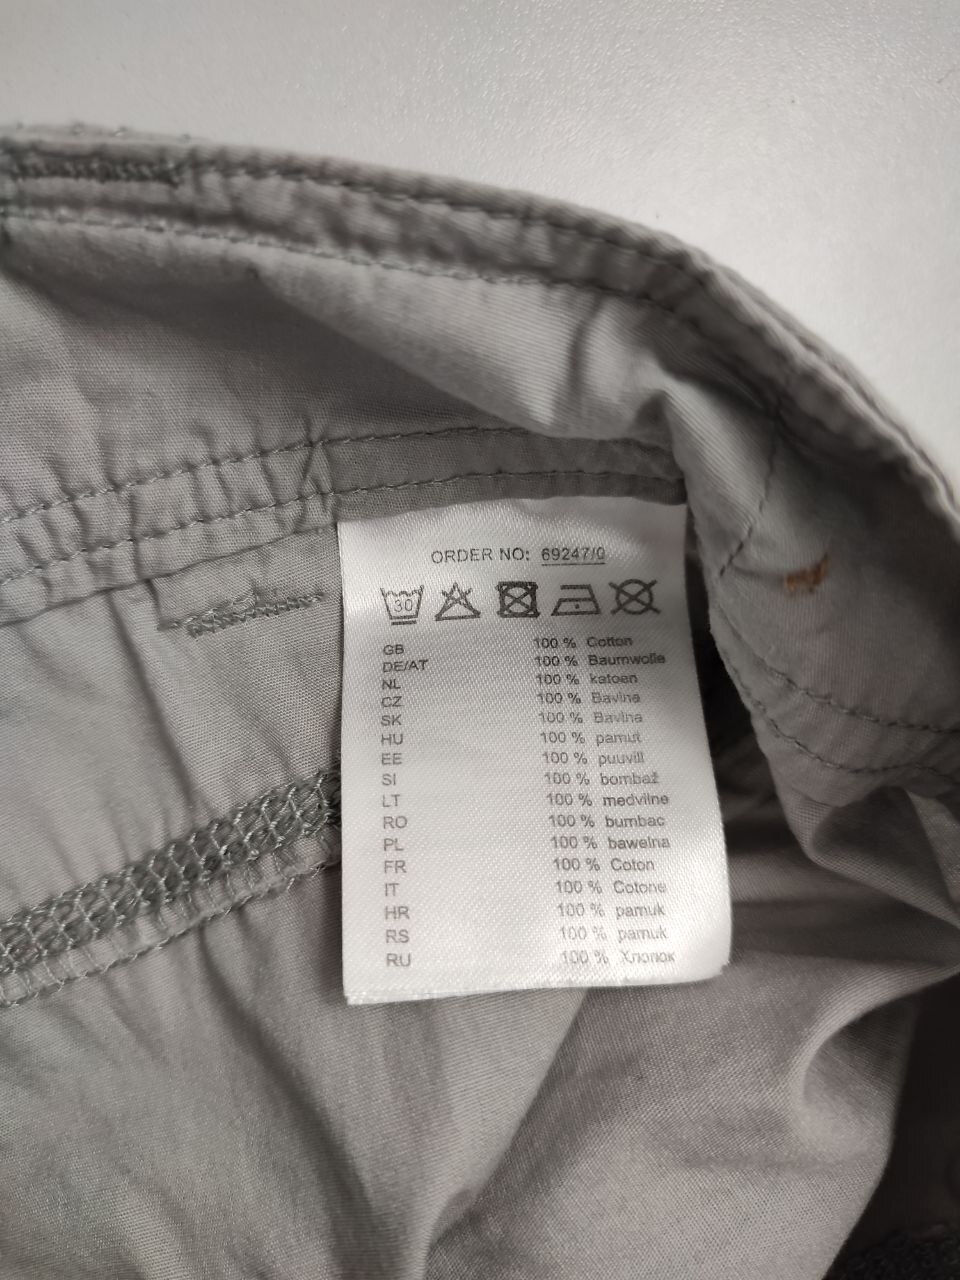 ORDER NO: 69247/0
30
GB 100 % Cotton
DE/AT 100 % Baumwolle
NL 100 % katoen
CZ 100 % Bavlna
SK 100 % Bavlna
HU 100 % pamut
EE 100 % puuvill
SI 100 % bombaž
LT 100 % medvilnė
RO 100 % bumbac
PL 100 % bawełna
FR 100 % Coton
IT 100 % Cotone
HR 100 % pamuk
RS 100 % pamuk
RU 100 % Хлопок